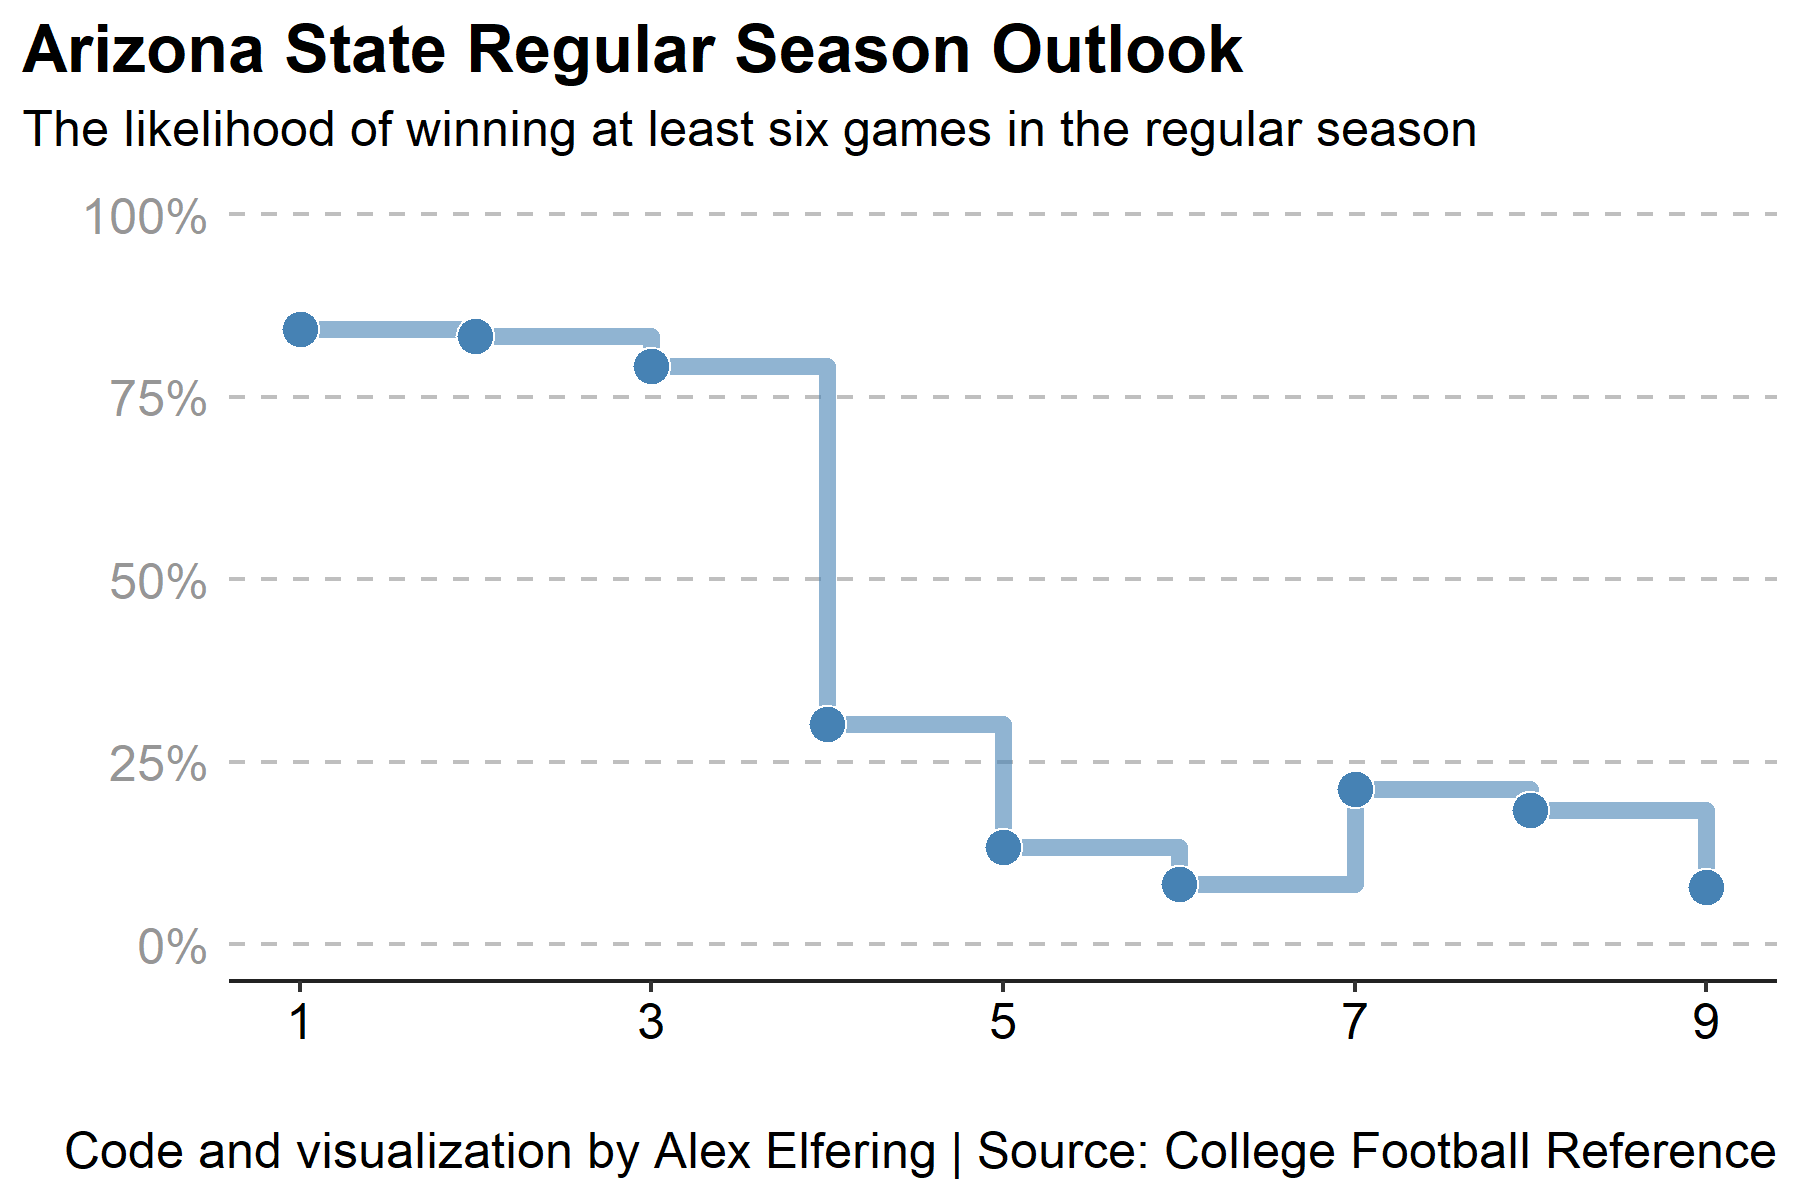 Arizona State Regular Season Outlook
The likelihood of winning at least six games in the regular season
100%
75%
50%
25%
0%
1 3 5 7 9
Code and visualization by Alex Elfering | Source: College Football Reference